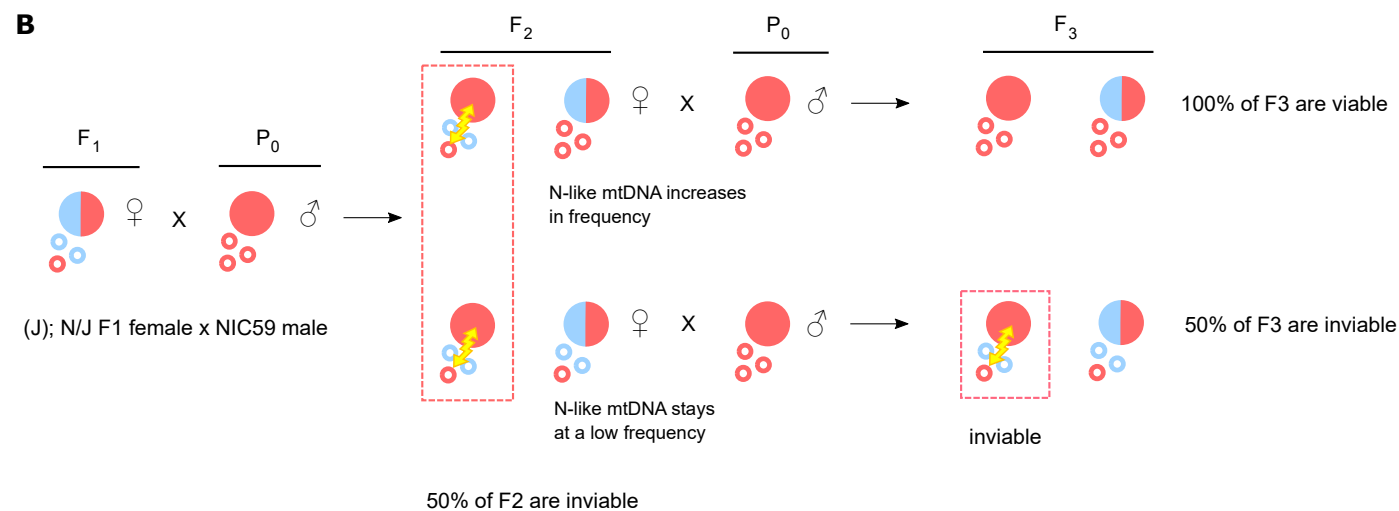 B
F2
P0
F3
♀ X ♂
100% of F3 are viable
F1
P0
♀ X ♂
N-like mtDNA increases
in frequency
(J); N/J F1 female x NIC59 male
♀ X ♂
50% of F3 are inviable
N-like mtDNA stays
at a low frequency
inviable
50% of F2 are inviable